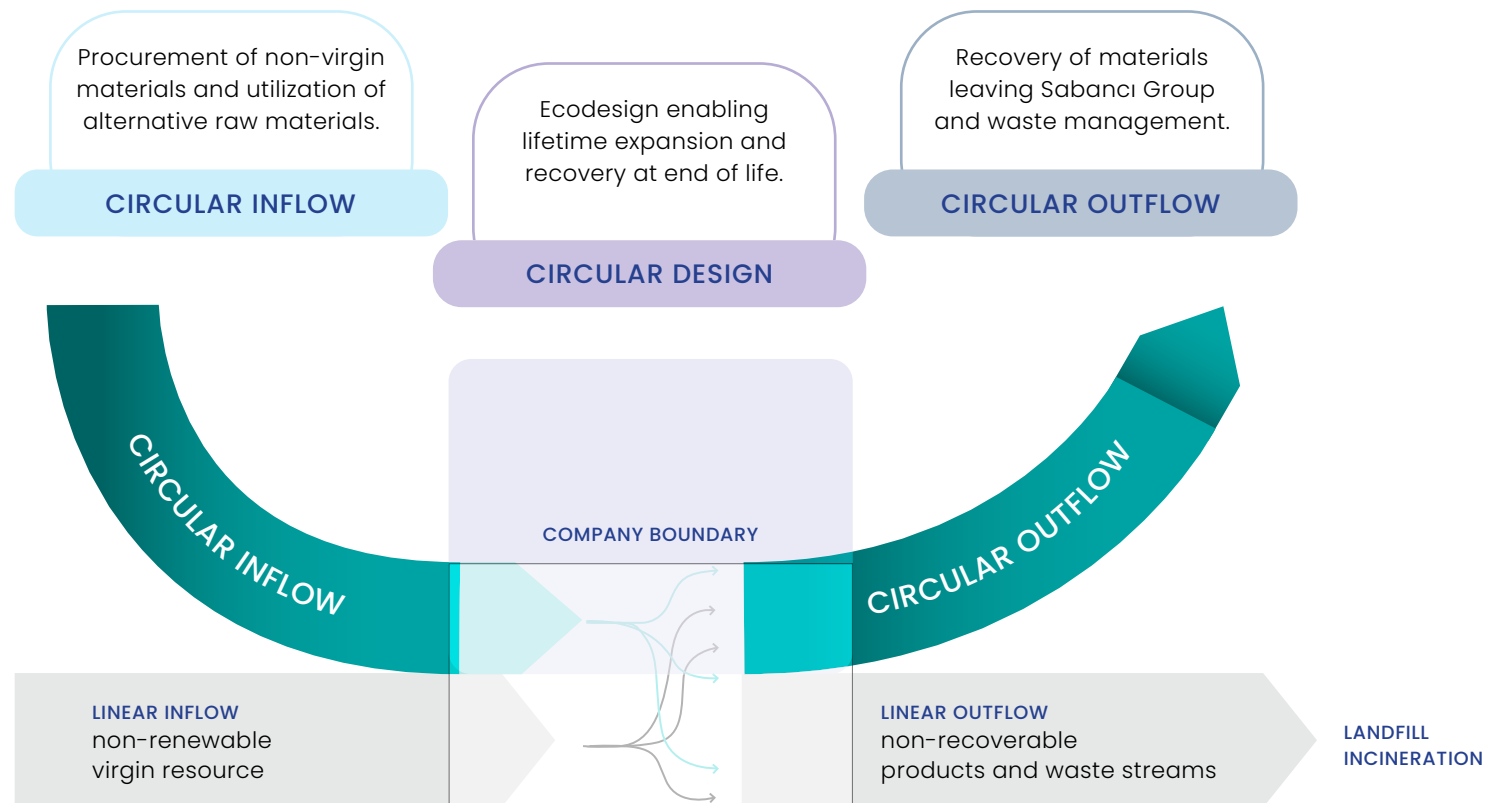 Procurement of non-virgin
materials and utilization of
alternative raw materials.
CIRCULAR INFLOW
Ecodesign enabling
lifetime expansion and
recovery at end of life.
CIRCULAR DESIGN
Recovery of materials
leaving Sabancı Group
and waste management.
CIRCULAR OUTFLOW
CIRCULAR INFLOW
COMPANY BOUNDARY
CIRCULAR OUTFLOW
LINEAR INFLOW
non-renewable
virgin resource
LINEAR OUTFLOW
non-recoverable
products and waste streams
LANDFILL
INCINERATION